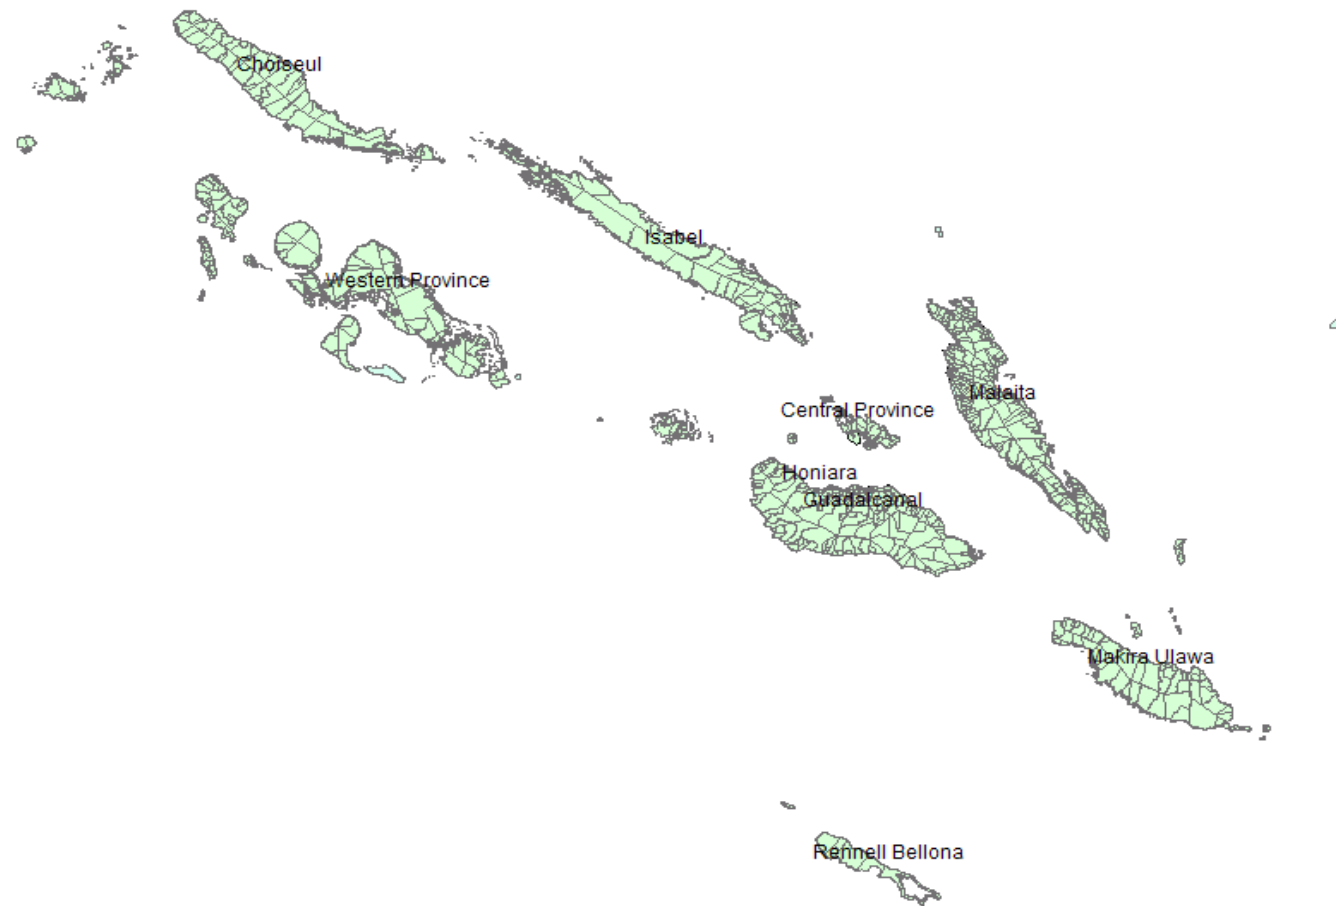 Choiseul
Isabel
Western Province
Malaita
Central Province
Honiara
Guadalcanal
Makira Ulawa
Rennell Bellona